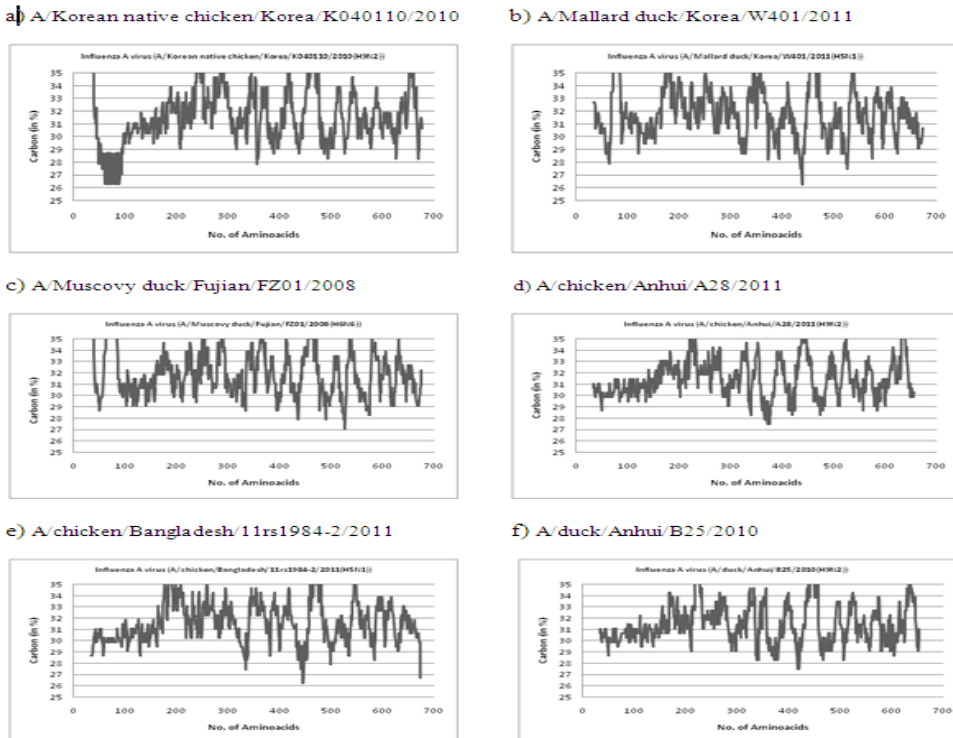 a) A/Korean native chicken/Korea/K040110/2010
Influenza A virus (A/Korean native chicken/Korea/K040110/2010(H9N2))
Carbon (in %)
35
34
33
32
31
30
29
28
27
26
25
0 100 200 300 400 500 600 700
No. of Aminoacids
b) A/Mallard duck/Korea/W401/2011
Influenza A virus (A/Mallard duck/Korea/W401/2011(H5N1))
Carbon (in %)
35
34
33
32
31
30
29
28
27
26
25
0 100 200 300 400 500 600 700
No. of Aminoacids
c) A/Muscovy duck/Fujian/FZ01/2008
Influenza A virus (A/Muscovy duck/Fujian/FZ01/2008(H6N6))
Carbon (in %)
35
34
33
32
31
30
29
28
27
26
25
0 100 200 300 400 500 600 700
No. of Aminoacids
d) A/chicken/Anhui/A28/2011
Influenza A virus (A/chicken/Anhui/A28/2011(H9N2))
Carbon (in %)
35
34
33
32
31
30
29
28
27
26
25
0 100 200 300 400 500 600 700
No. of Aminoacids
e) A/chicken/Bangladesh/11rs1984-2/2011
Influenza A virus (A/chicken/Bangladesh/11rs1984-2/2011(H5N1))
Carbon (in %)
35
34
33
32
31
30
29
28
27
26
25
0 100 200 300 400 500 600 700
No. of Aminoacids
f) A/duck/Anhui/B25/2010
Influenza A virus (A/duck/Anhui/B25/2010(H9N2))
Carbon (in %)
35
34
33
32
31
30
29
28
27
26
25
0 100 200 300 400 500 600 700
No. of Aminoacids